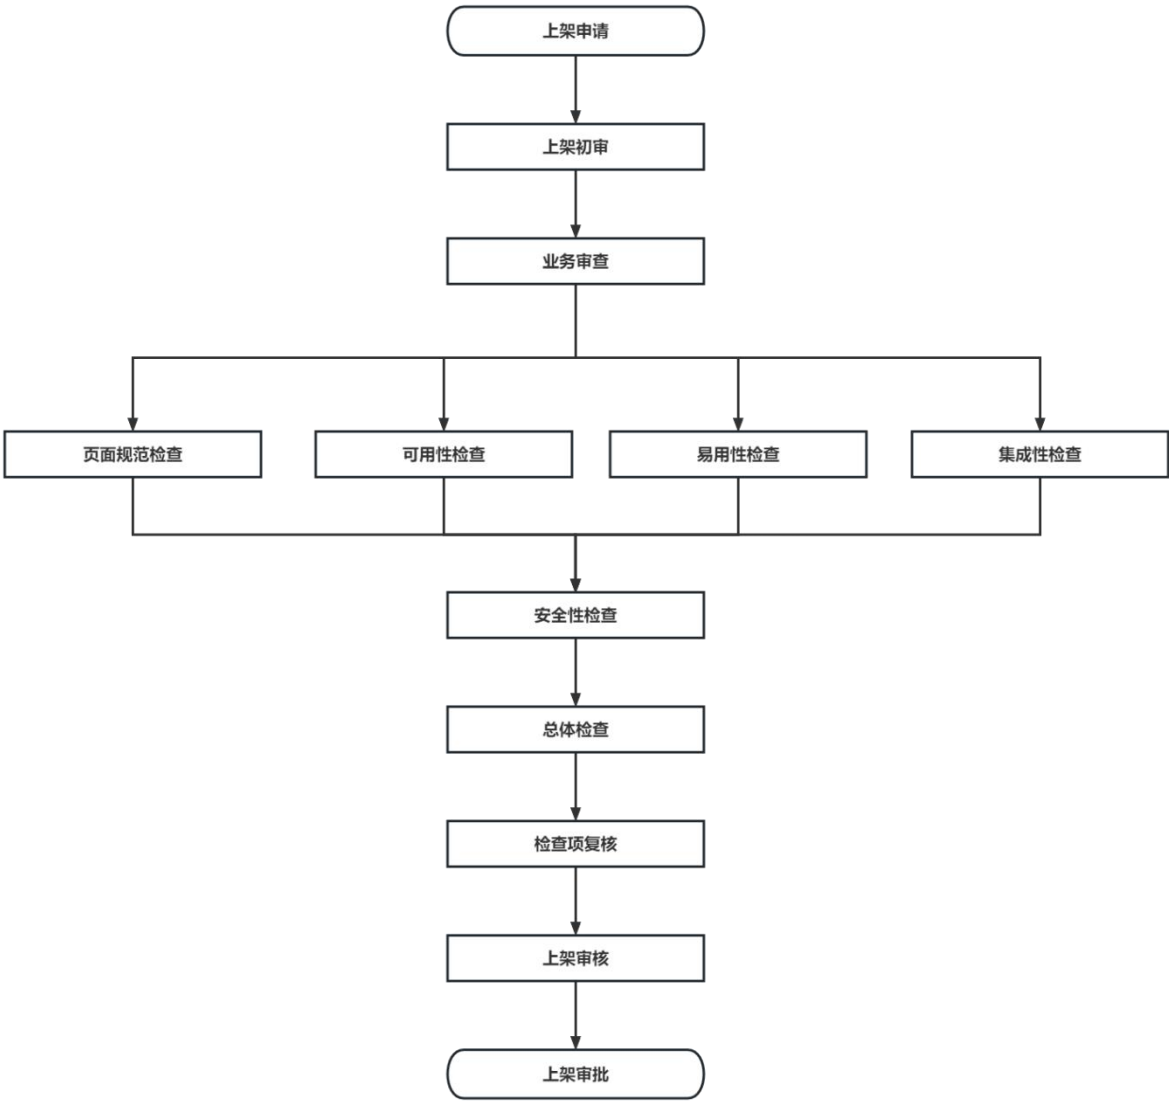 上架申请
上架初审
业务审查
页面规范检查
可用性检查
易用性检查
集成性检查
安全性检查
总体检查
检查项复核
上架审核
上架审批